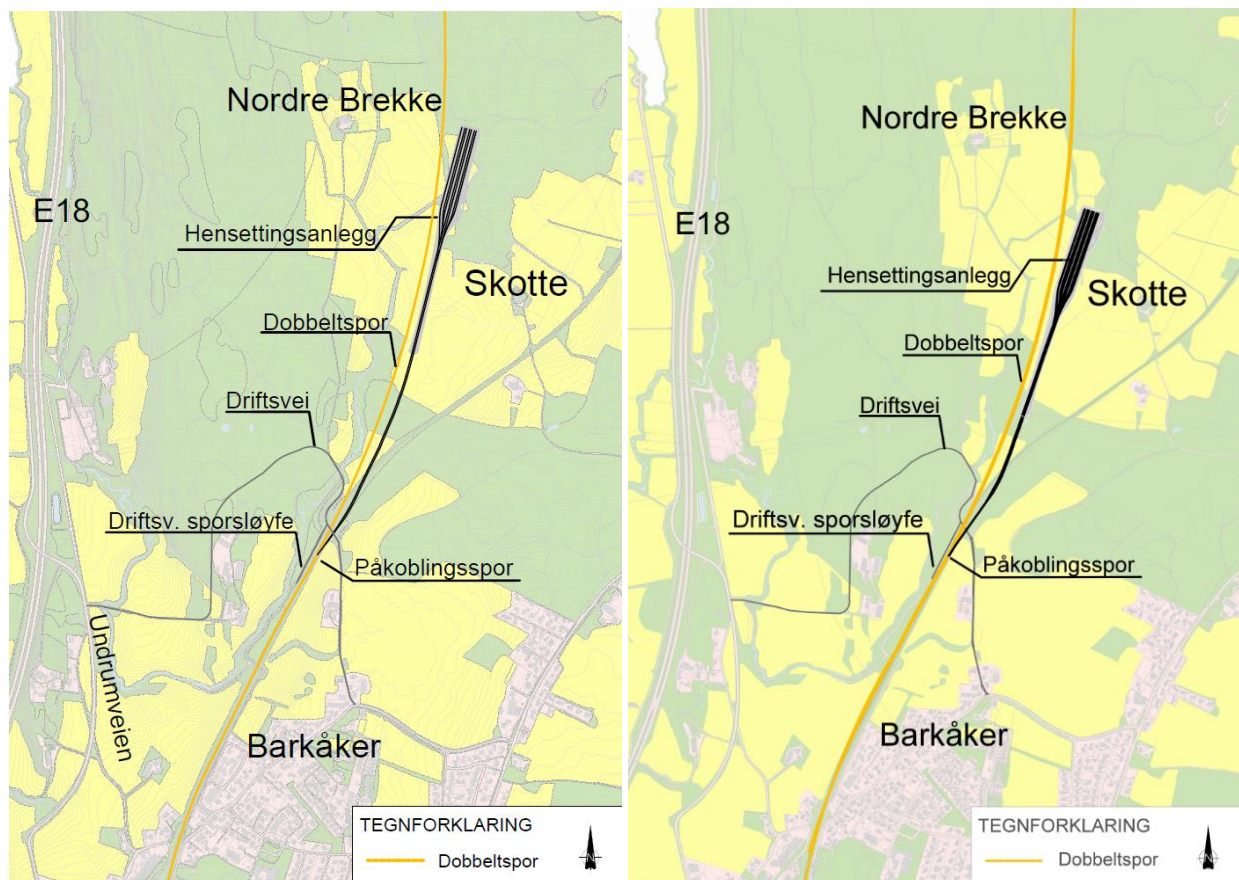 Nordre Brekke
E18
Hensettingsanlegg
Skotte
Dobbeltspor
Driftsvei
Driftsv. sporsløyfe
Påkoblingsspor
Undrumveien
Barkåker
TEGNFORKLARING
Dobbeltspor
N
Nordre Brekke
E18
Hensettingsanlegg
Skotte
Dobbeltspor
Driftsvei
Driftsv. sporsløyfe
Påkoblingsspor
Barkåker
TEGNFORKLARING
Dobbeltspor
N